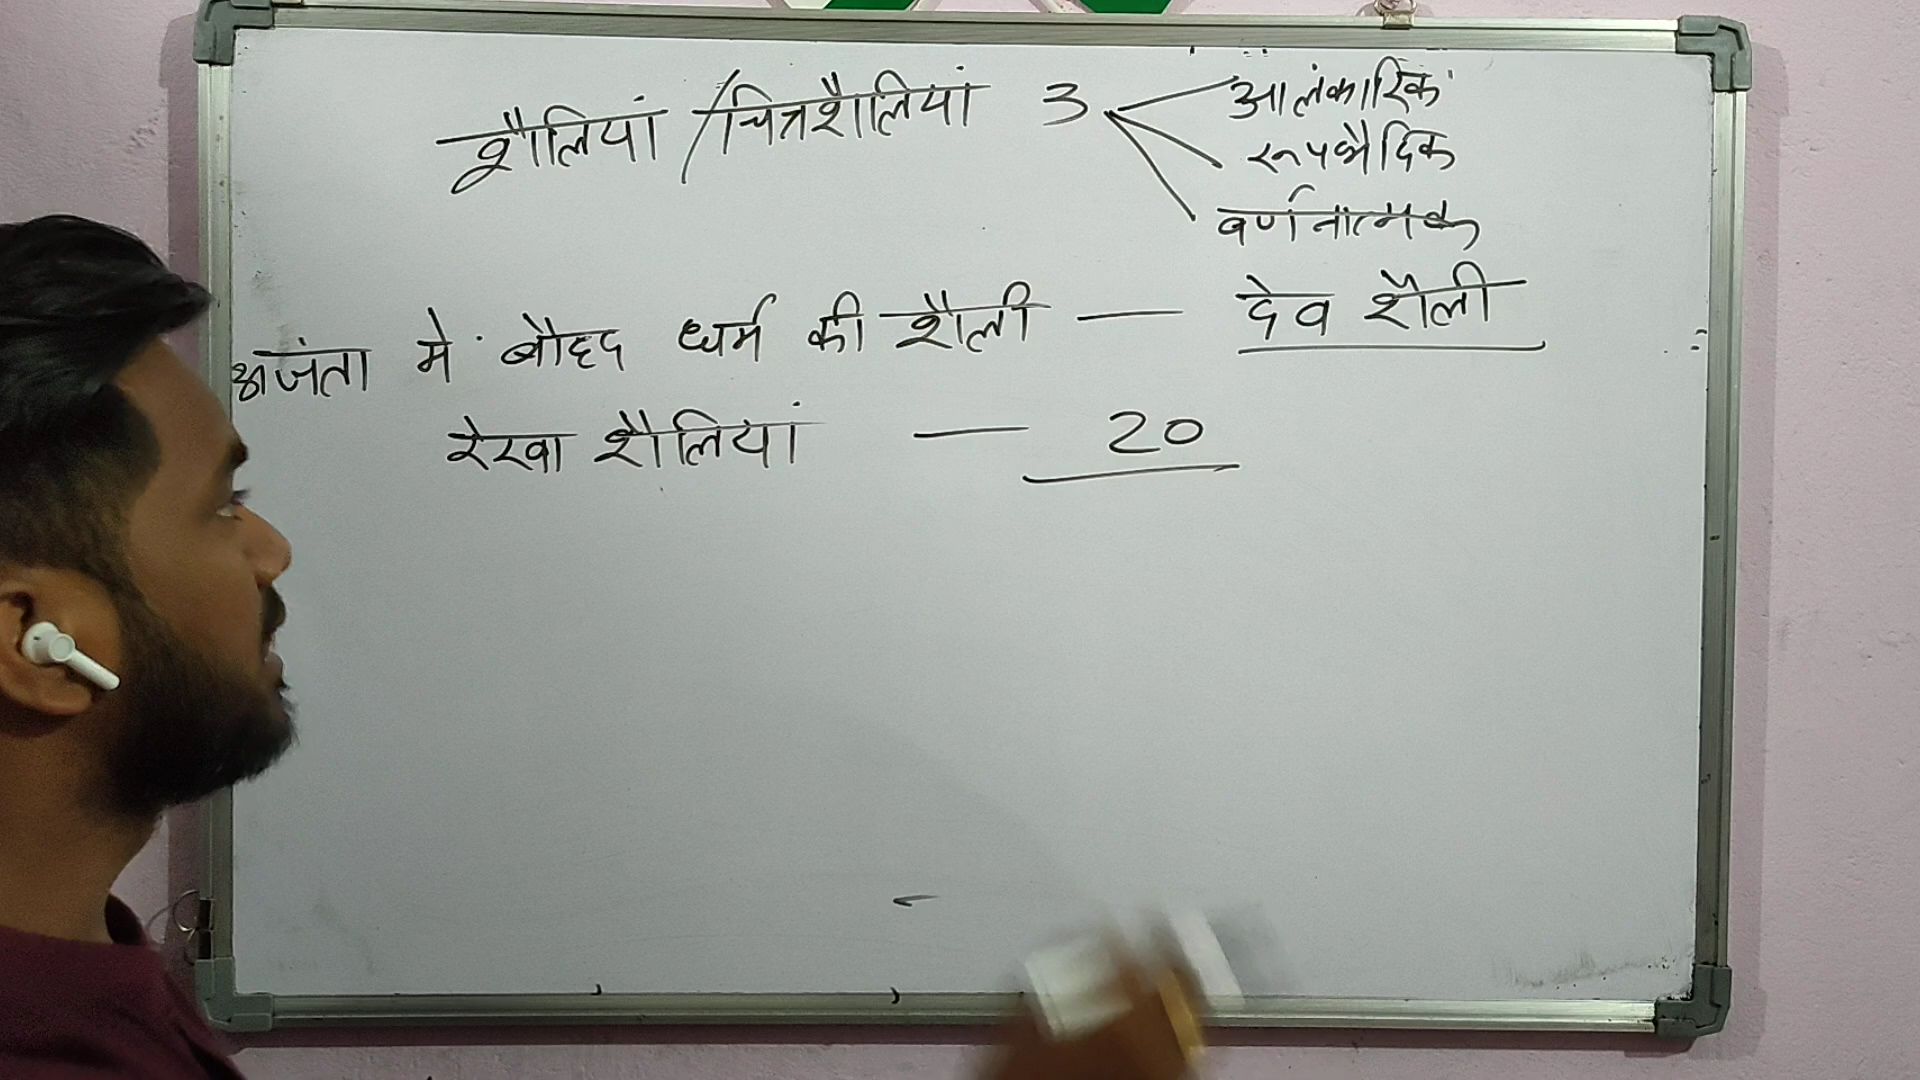 शैलियां / चित्रशैलियां 3
आलंकारिक
रूपभैदिक
वर्णनात्मक
अजंता मे बौद्द धर्म की शैली — देव शैली
रेखा शैलियां — 20